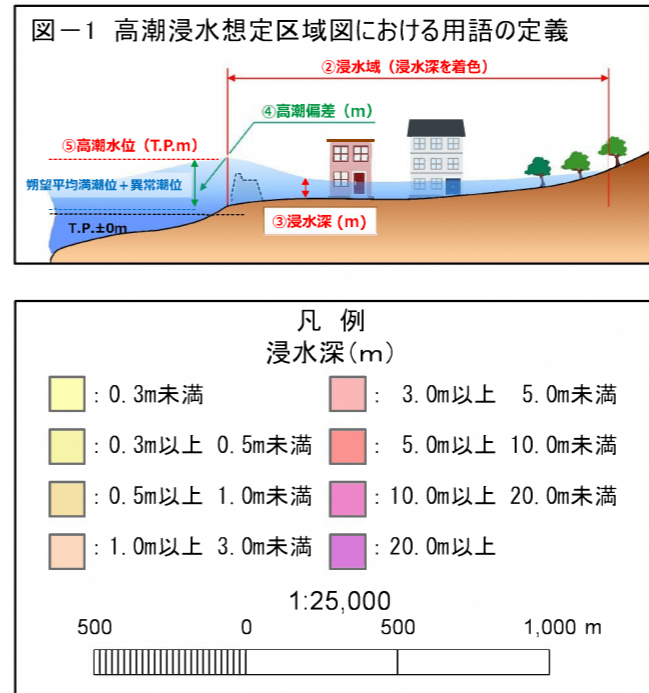 図－1 高潮浸水想定区域図における用語の定義
②浸水域（浸水深を着色）
④高潮偏差（m）
⑤高潮水位（T.P.m）
朔望平均満潮位＋異常潮位
③浸水深（m）
T.P.±0m
凡 例
浸水深(m)
: 0.3m未満
: 3.0m以上 5.0m未満
: 0.3m以上 0.5m未満
: 5.0m以上 10.0m未満
: 0.5m以上 1.0m未満
: 10.0m以上 20.0m未満
: 1.0m以上 3.0m未満
: 20.0m以上
1:25,000
500 0 500 1,000 m